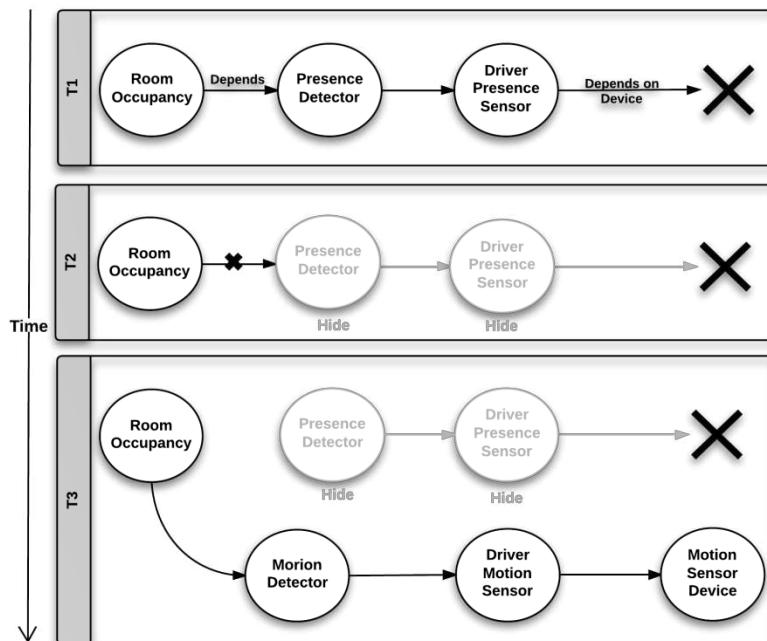 T1
Room
Occupancy
Depends
Presence
Detector
Driver
Presence
Sensor
Depends on
Device
T2
Room
Occupancy
Presence
Detector
Hide
Driver
Presence
Sensor
Hide
Time
T3
Room
Occupancy
Presence
Detector
Hide
Driver
Presence
Sensor
Hide
Morion
Detector
Driver
Motion
Sensor
Motion
Sensor
Device